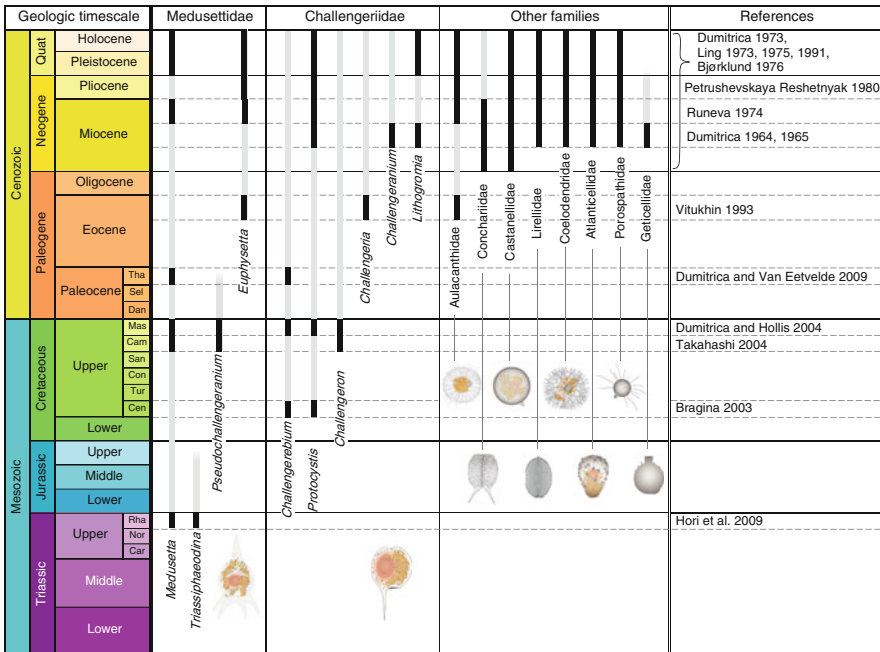 Geologic timescale Medusettidae Challengeriidae Other families References
Cenozoic
Mesozoic
Quat
Neogene
Paleogene
Cretaceous
Jurassic
Triassic
Holocene
Pleistocene
Pliocene
Miocene
Oligocene
Eocene
Paleocene
Tha
Sel
Dan
Upper
Mas
Cam
San
Con
Tur
Cen
Lower
Upper
Middle
Lower
Upper
Rha
Nor
Car
Middle
Lower
Medusetta
Triassiphaeodina
Pseudochallengeranium
Euphysetta
Challengerebium
Protocystis
Challengeron
Challengeria
Challengeranium
Lithogromia
Aulacanthidae
Conchariidae
Castanellidae
Lirellidae
Coelodendridae
Atlanticellidae
Porospathidae
Geticellidae
Dumitrica 1973,
Ling 1973, 1975, 1991,
Bjørklund 1976
Petrushevskaya Reshetnyak 1980
Runeva 1974
Dumitrica 1964, 1965
Vitukhin 1993
Dumitrica and Van Eetvelde 2009
Dumitrica and Hollis 2004
Takahashi 2004
Bragina 2003
Hori et al. 2009